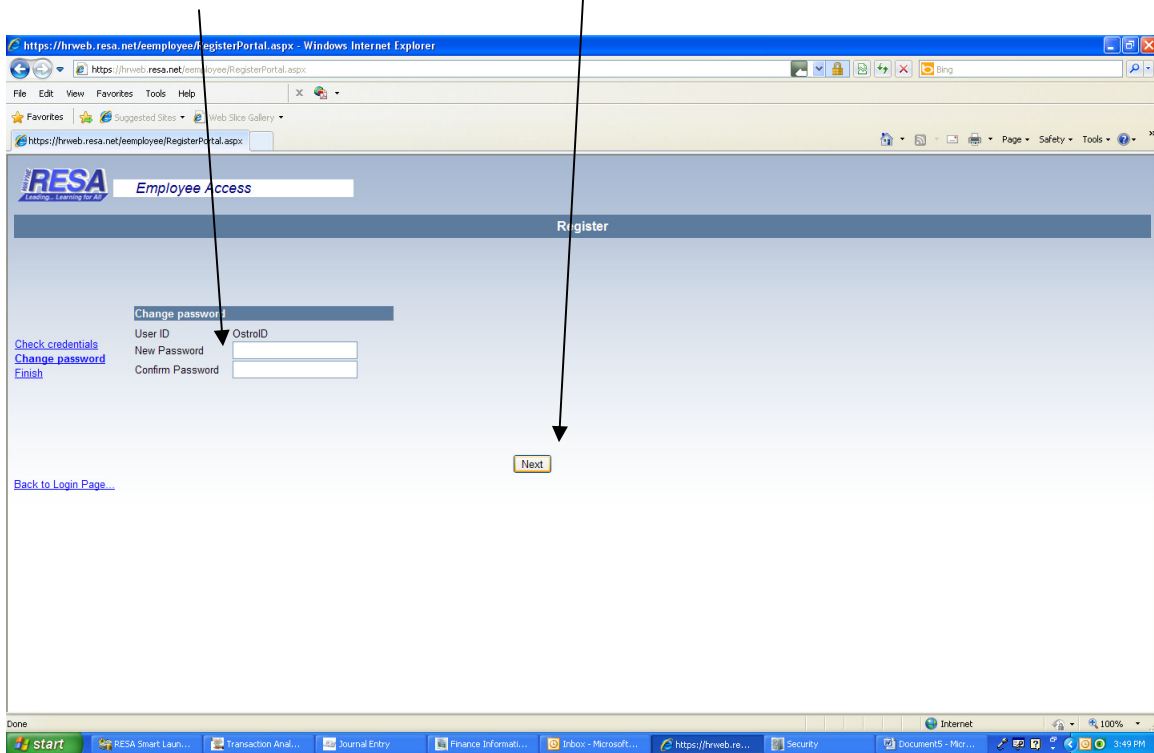 https://hrweb.resa.net/eemployee/RegisterPortal.aspx - Windows Internet Explorer
https://hrweb.resa.net/eemployee/RegisterPortal.aspx
Bing
File Edit View Favorites Tools Help
Favorites Suggested Sites Web Slice Gallery
https://hrweb.resa.net/eemployee/RegisterPortal.aspx
Page Safety Tools
RESA
Leading... Learning for All
Employee Access
Register
Change password
User ID OstroID
New Password
Confirm Password
Check credentials
Change password
Finish
Next
Back to Login Page...
Done
Internet
100%
start
RESA Smart Laun...
Transaction Anal...
Journal Entry
Finance Informati...
Inbox - Microsoft...
https://hrweb.re...
Security
Document5 - Micr...
3:49 PM